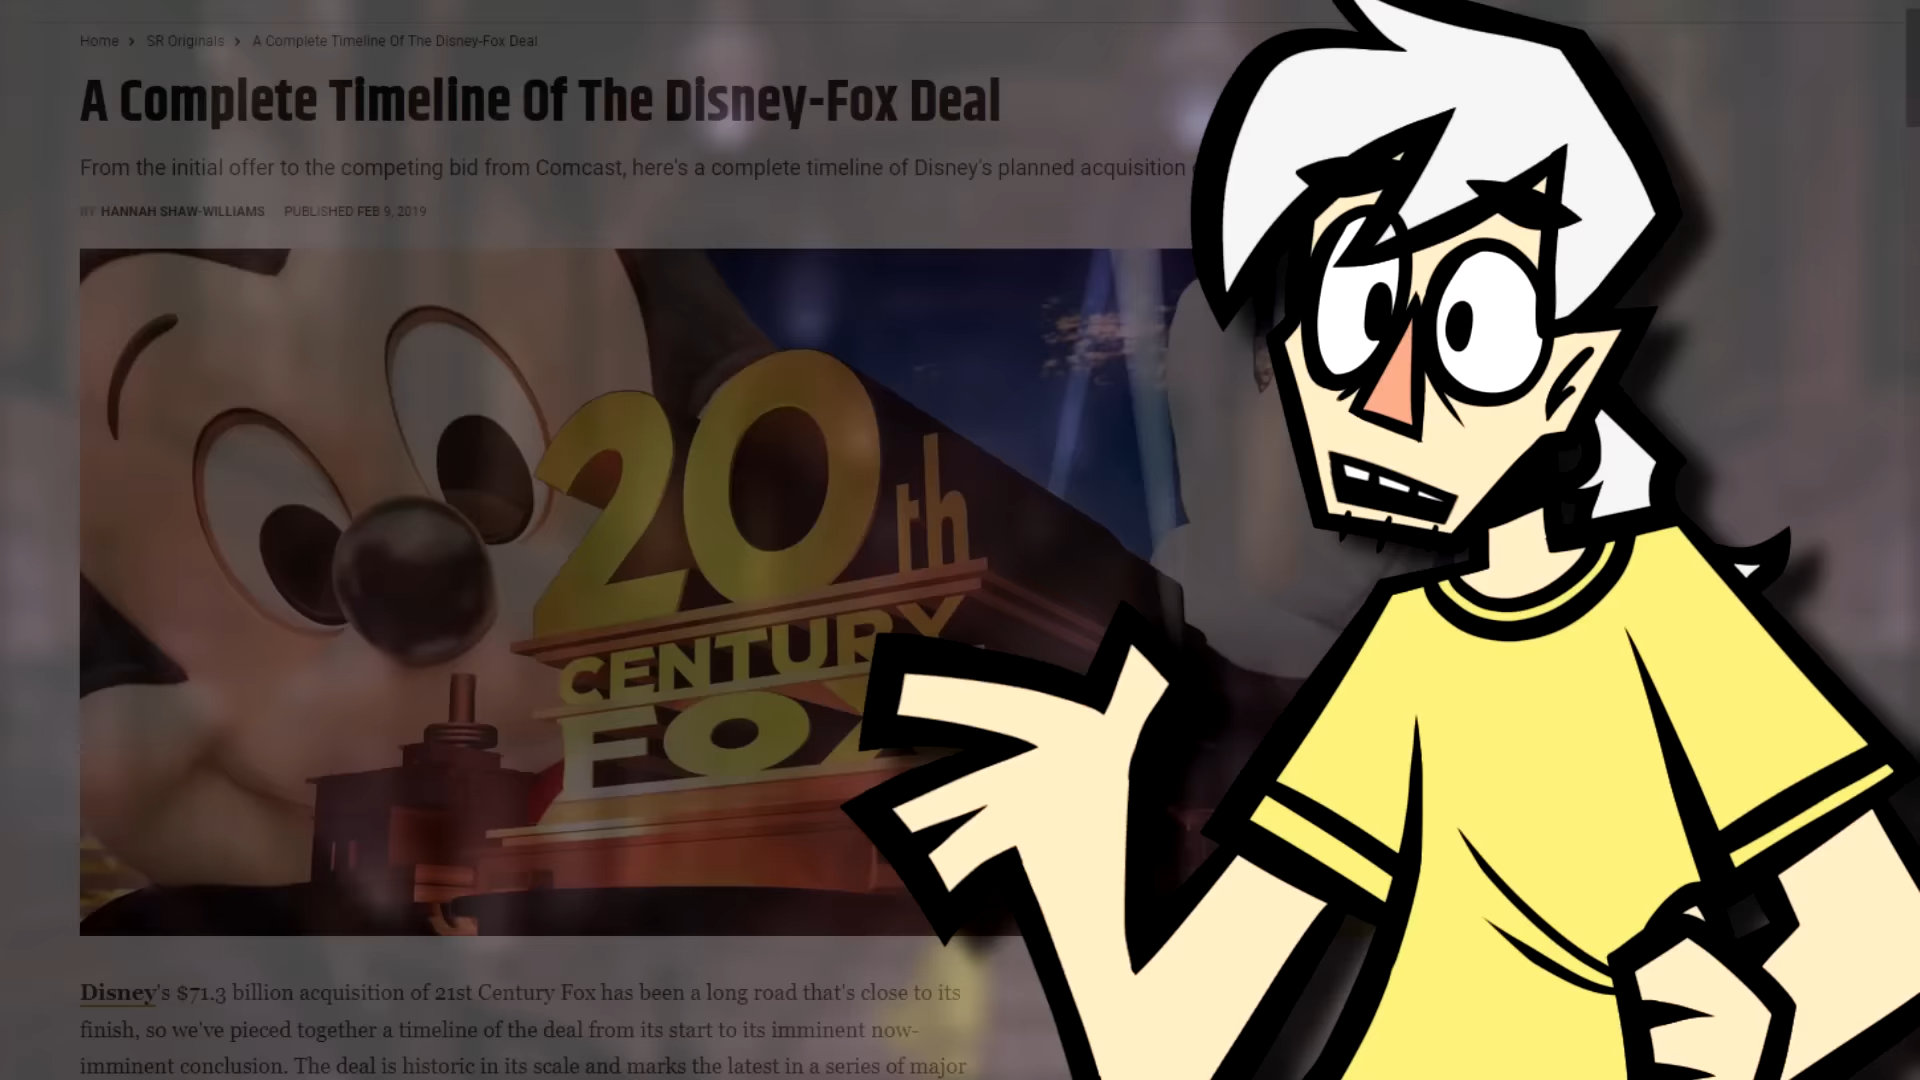 Home > SR Originals > A Complete Timeline Of The Disney-Fox Deal
A Complete Timeline Of The Disney-Fox Deal
From the initial offer to the competing bid from Comcast, here's a complete timeline of Disney's planned acquisition
BY HANNAH SHAW-WILLIAMS PUBLISHED FEB 9, 2019
20th
CENTURY
FOX
Disney's $71.3 billion acquisition of 21st Century Fox has been a long road that's close to its
finish, so we've pieced together a timeline of the deal from its start to its imminent now-
imminent conclusion. The deal is historic in its scale and marks the latest in a series of major